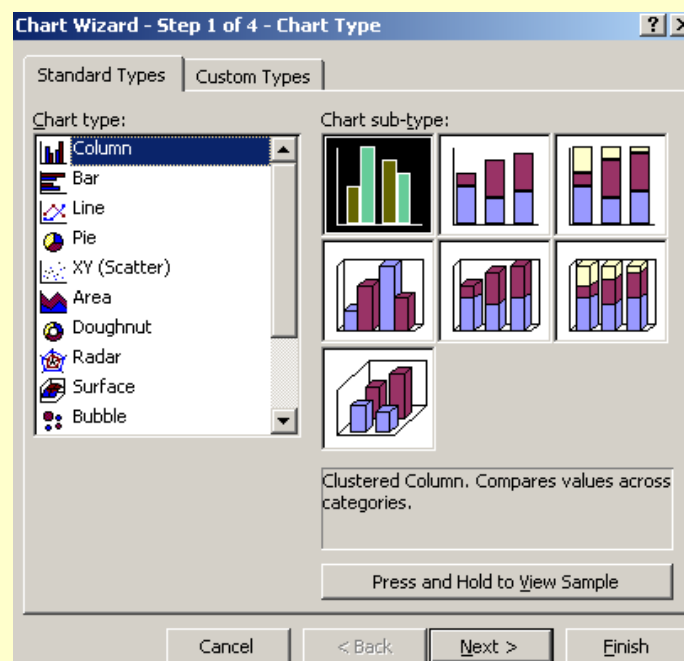 Chart Wizard - Step 1 of 4 - Chart Type
Standard Types
Custom Types
Chart type:
Column
Bar
Line
Pie
XY (Scatter)
Area
Doughnut
Radar
Surface
Bubble
Chart sub-type:
Clustered Column. Compares values across
categories.
Press and Hold to View Sample
Cancel
< Back
Next >
Finish